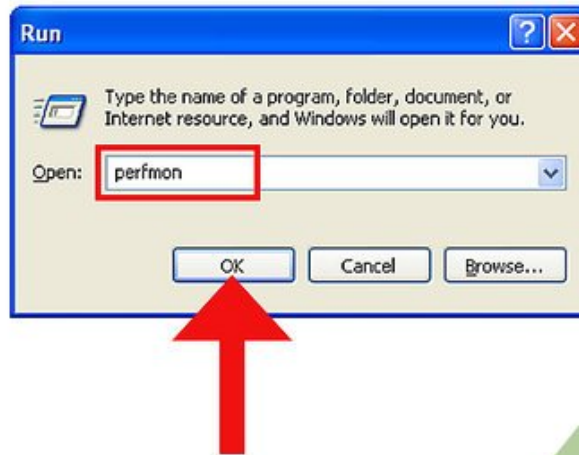 Run
Type the name of a program, folder, document, or
Internet resource, and Windows will open it for you.
Open: perfmon
OK Cancel Browse...